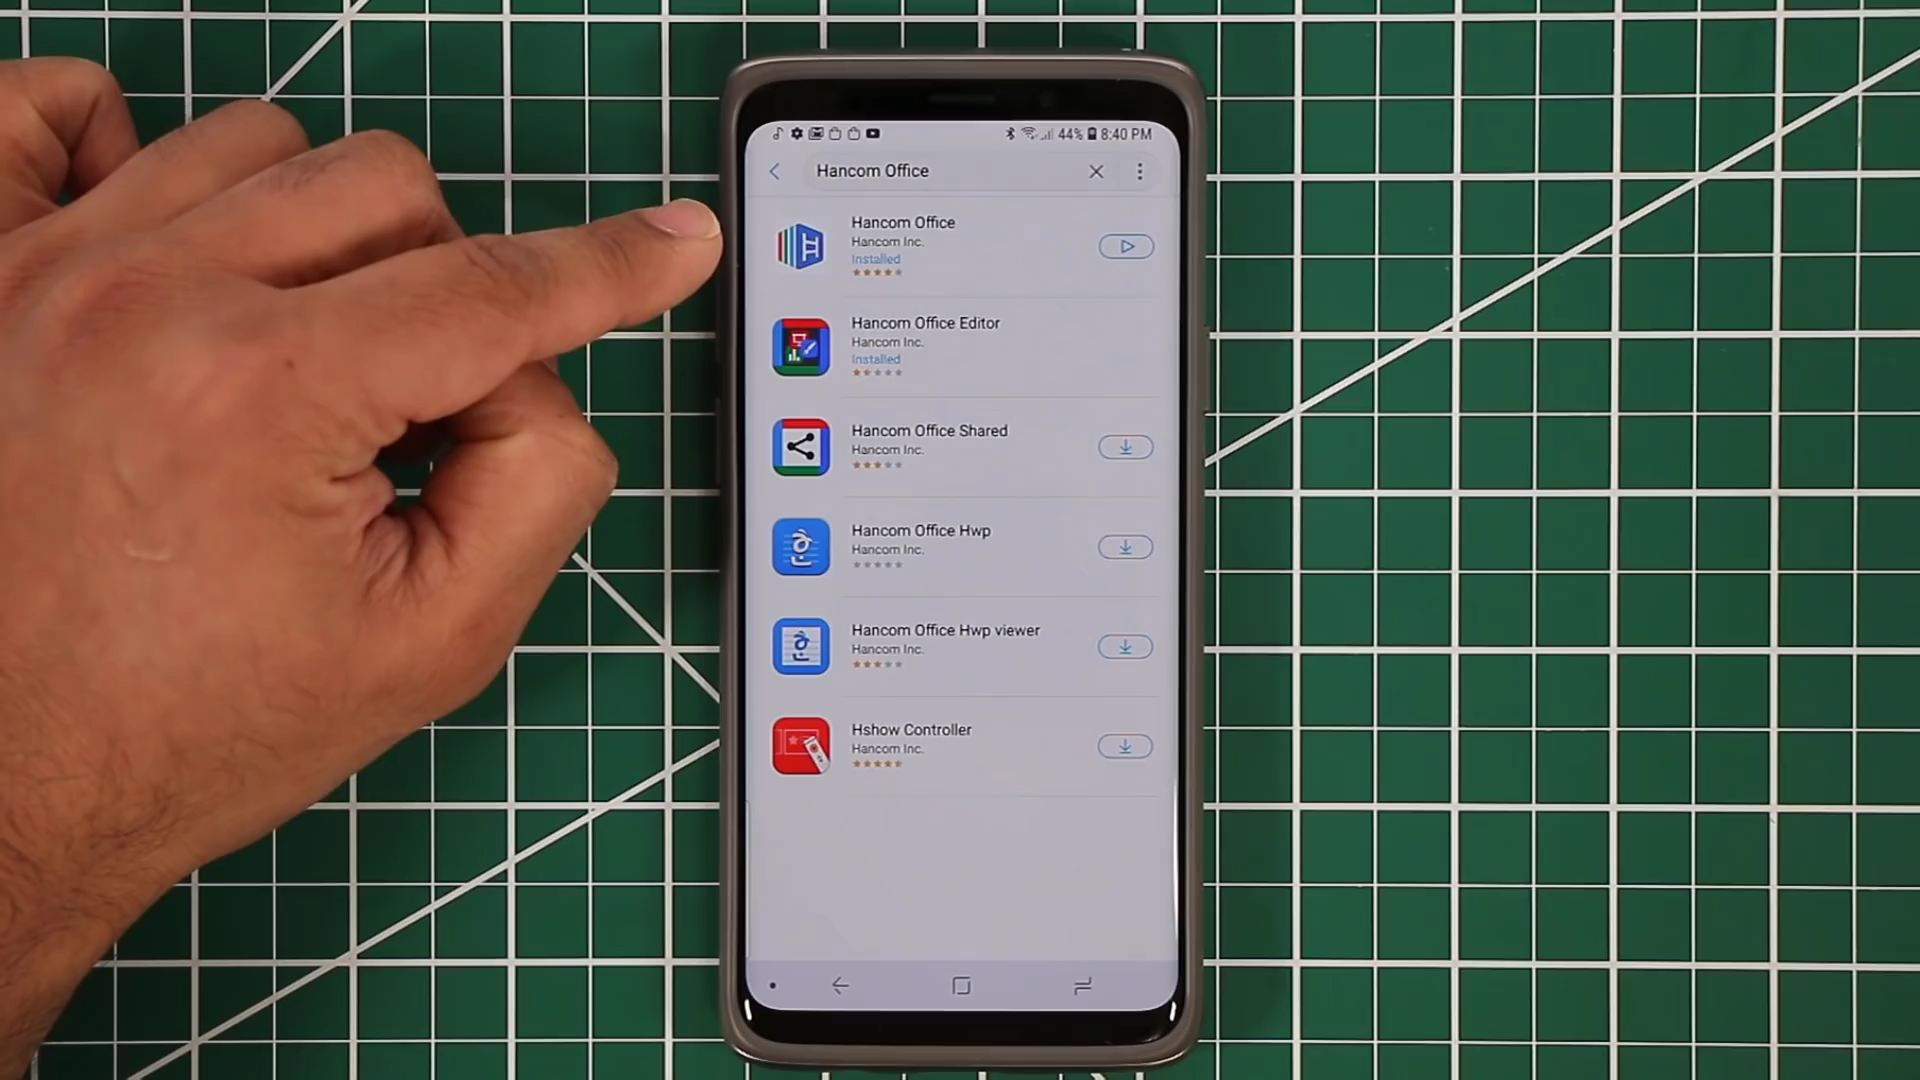 44% 8:40 PM
Hancom Office
Hancom Office
Hancom Inc.
Installed
Hancom Office Editor
Hancom Inc.
Installed
Hancom Office Shared
Hancom Inc.
Hancom Office Hwp
Hancom Inc.
Hancom Office Hwp viewer
Hancom Inc.
Hshow Controller
Hancom Inc.